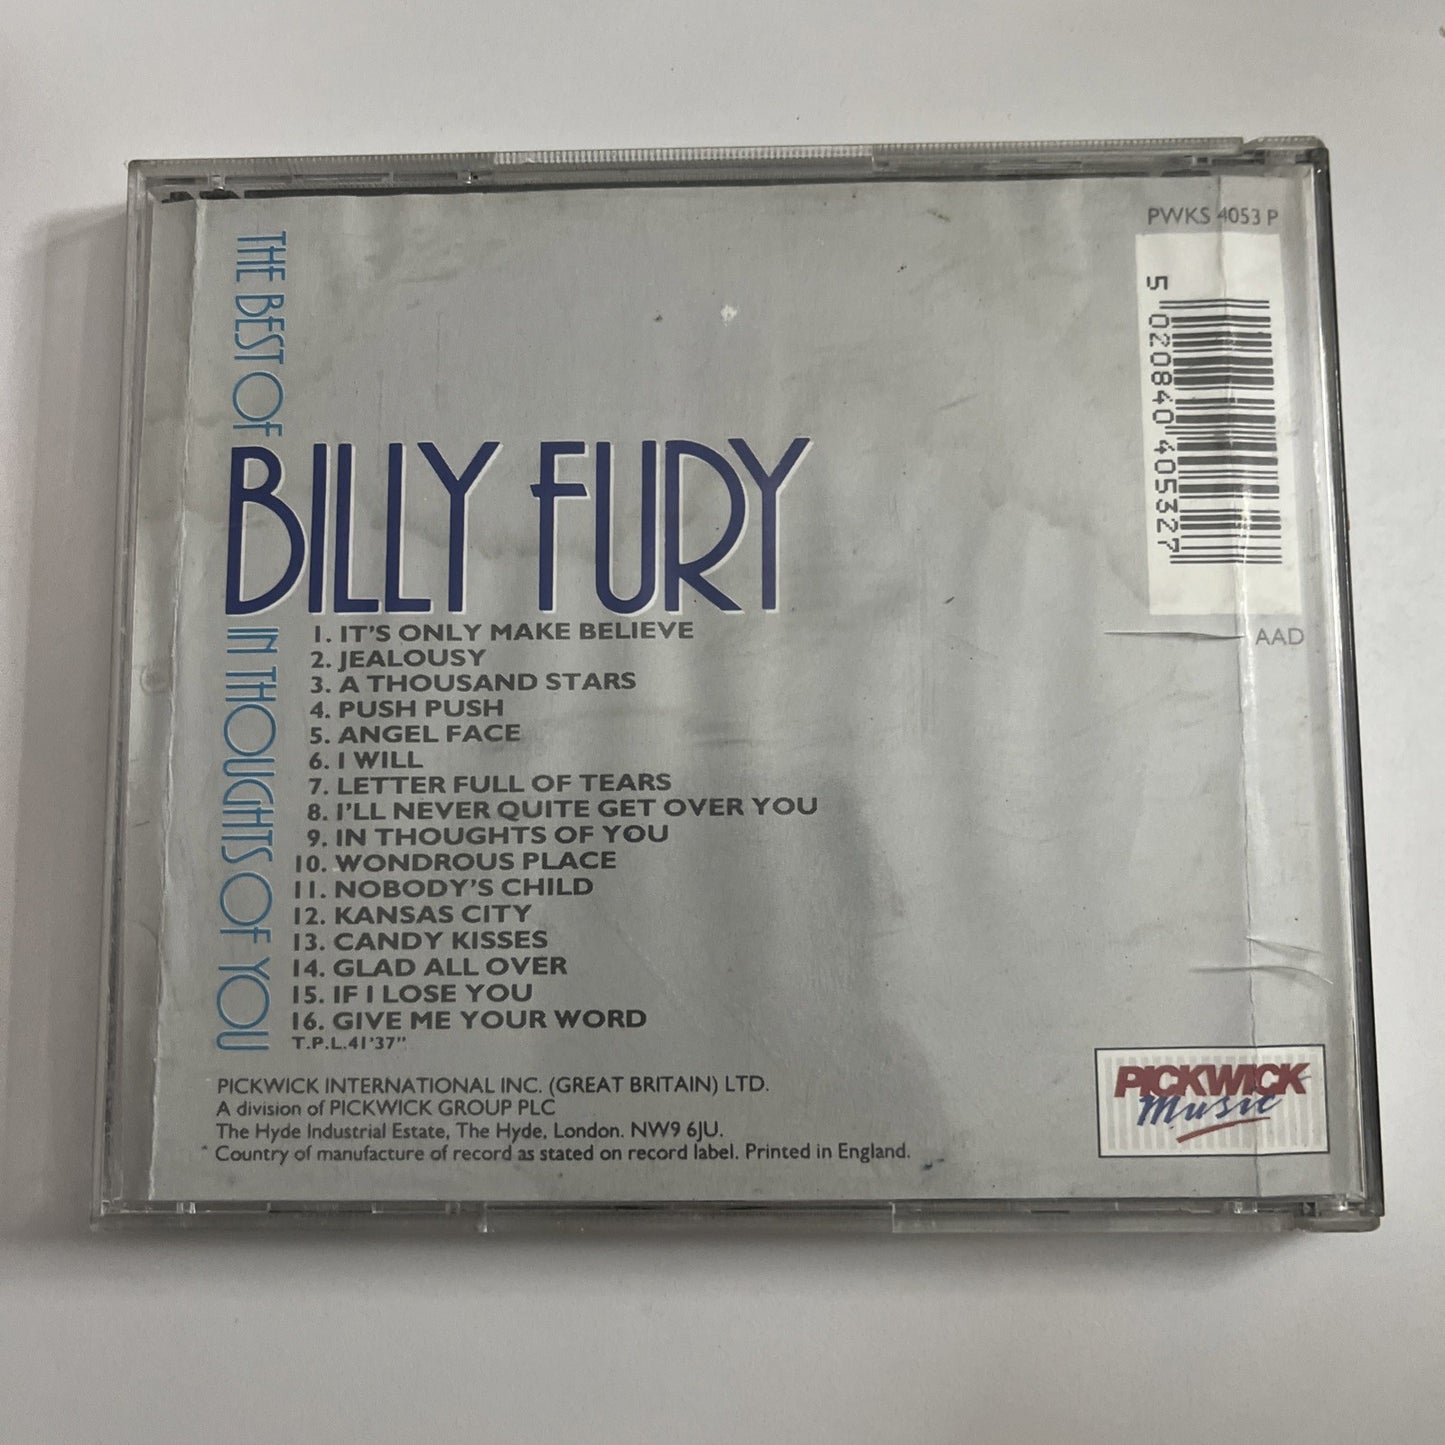 THE BEST OF
BILLY FURY
IN THOUGHTS OF YOU
1. IT'S ONLY MAKE BELIEVE
2. JEALOUSY
3. A THOUSAND STARS
4. PUSH PUSH
5. ANGEL FACE
6. I WILL
7. LETTER FULL OF TEARS
8. I'LL NEVER QUITE GET OVER YOU
9. IN THOUGHTS OF YOU
10. WONDROUS PLACE
11. NOBODY'S CHILD
12. KANSAS CITY
13. CANDY KISSES
14. GLAD ALL OVER
15. IF I LOSE YOU
16. GIVE ME YOUR WORD
T.P.L.41'37"
PICKWICK INTERNATIONAL INC. (GREAT BRITAIN) LTD.
A division of PICKWICK GROUP PLC
The Hyde Industrial Estate, The Hyde, London. NW9 6JU.
Country of manufacture of record as stated on record label. Printed in England.
PWKS 4053 P
5 020840 405327
AAD
PICKWICK
Music